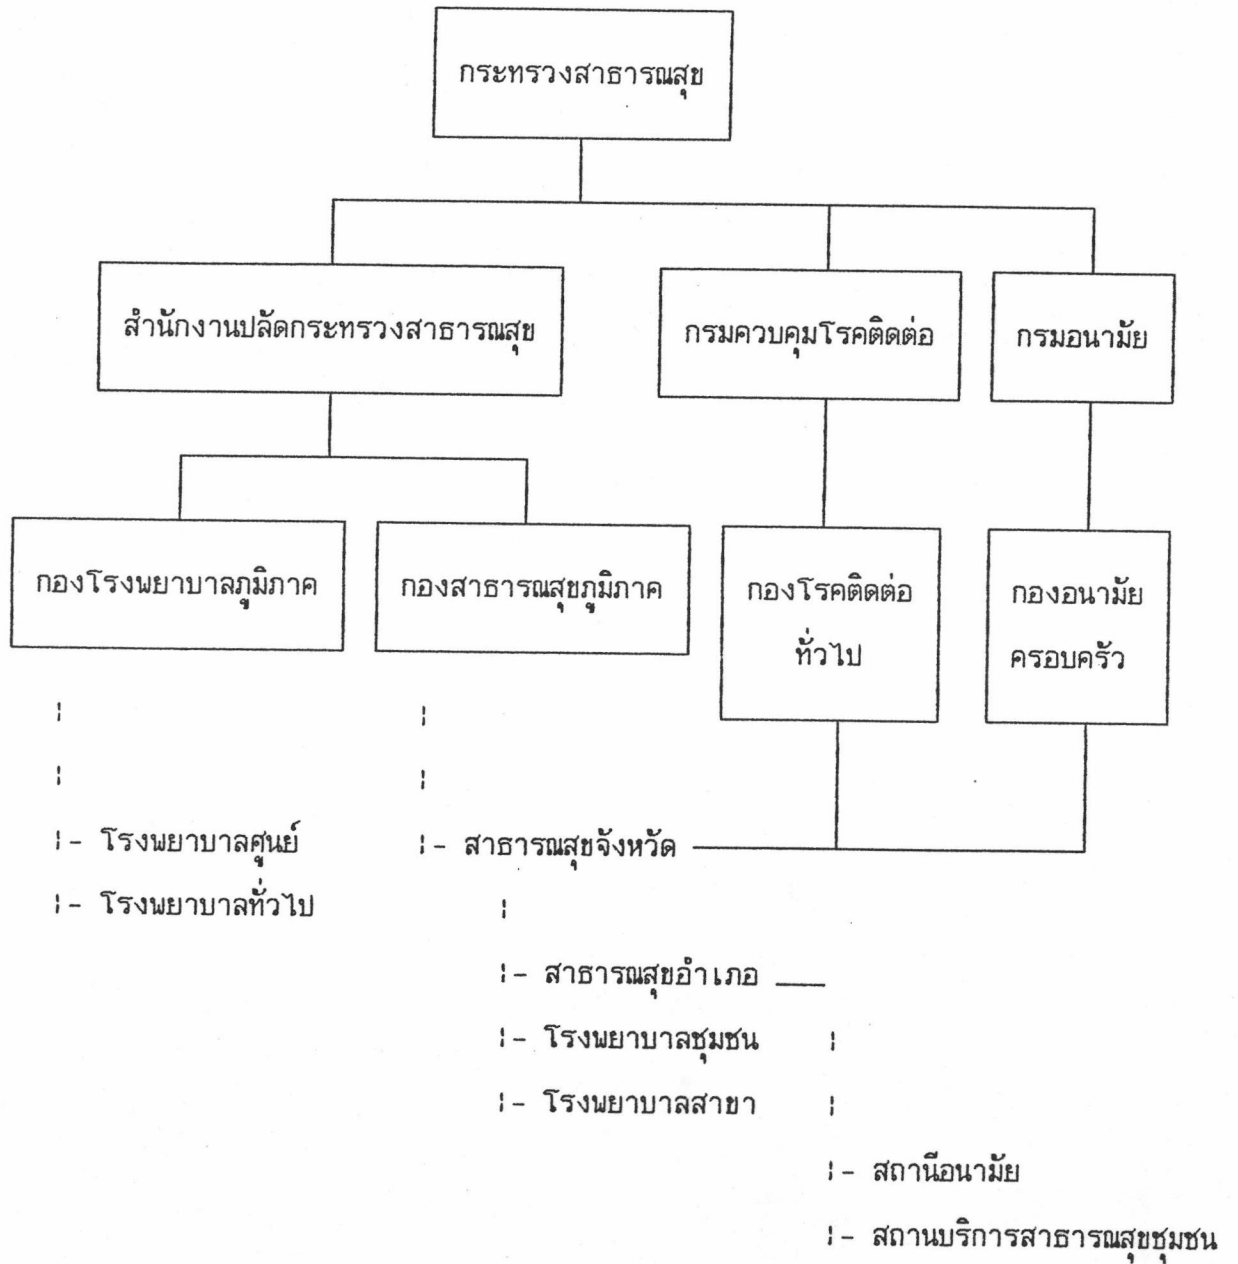 กระทรวงสาธารณสุข
สำนักงานปลัดกระทรวงสาธารณสุข
กรมควบคุมโรคติดต่อ
กรมอนามัย
กองโรงพยาบาลภูมิภาค
กองสาธารณสุขภูมิภาค
กองโรคติดต่อ
ทั่วไป
กองอนามัย
ครอบครัว
- โรงพยาบาลศูนย์
- โรงพยาบาลทั่วไป
- สาธารณสุขจังหวัด
- สาธารณสุขอำเภอ
- โรงพยาบาลชุมชน
- โรงพยาบาลสาขา
- สถานีอนามัย
- สถานบริการสาธารณสุขชุมชน